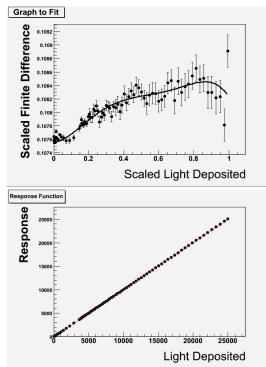 Graph to Fit
Scaled Finite Difference
0.1092
0.109
0.1088
0.1086
0.1084
0.1082
0.108
0.1078
0.1076
0.107
0 0.2 0.4 0.6 0.8 1
Scaled Light Deposited
Response Function
Response
25000
20000
15000
10000
5000
0
0 5000 10000 15000 20000 25000
Light Deposited